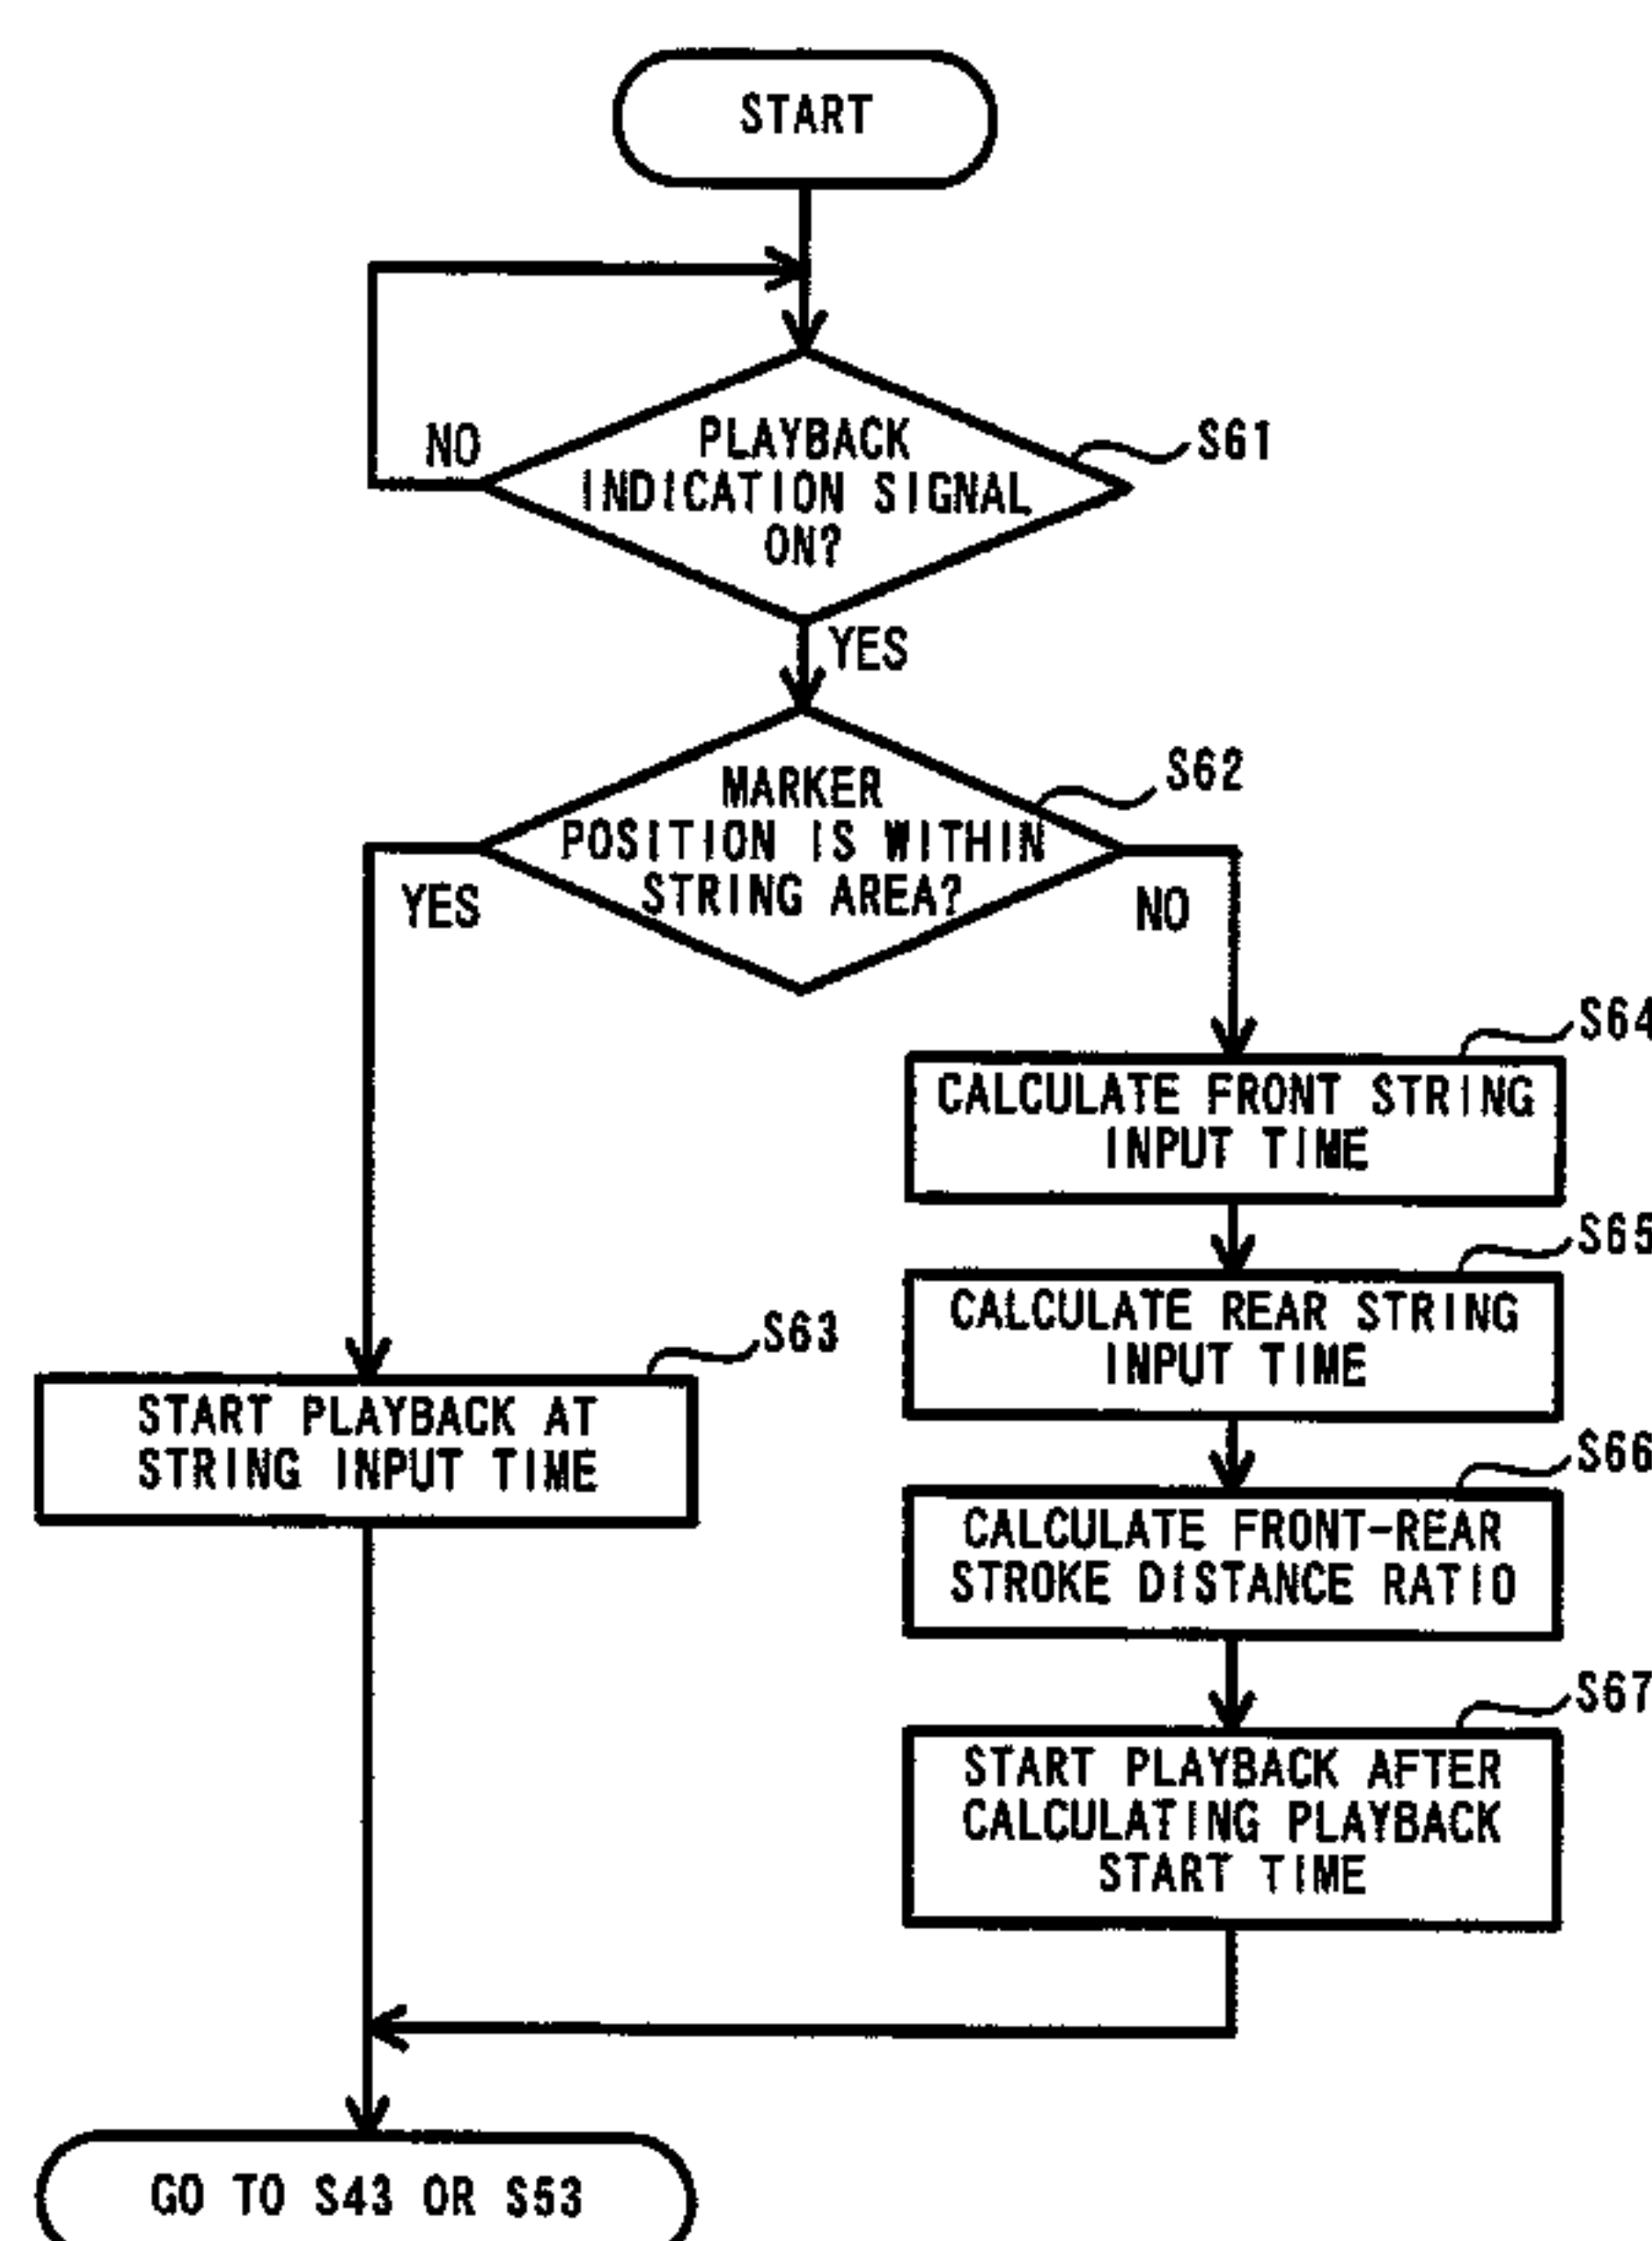 START
NO
PLAYBACK
INDICATION SIGNAL
ON?
S61
YES
MARKER
POSITION IS WITHIN
STRING AREA?
S62
YES
NO
S64
CALCULATE FRONT STRING
INPUT TIME
S65
CALCULATE REAR STRING
INPUT TIME
S63
START PLAYBACK AT
STRING INPUT TIME
S66
CALCULATE FRONT-REAR
STROKE DISTANCE RATIO
S67
START PLAYBACK AFTER
CALCULATING PLAYBACK
START TIME
GO TO S43 OR S53